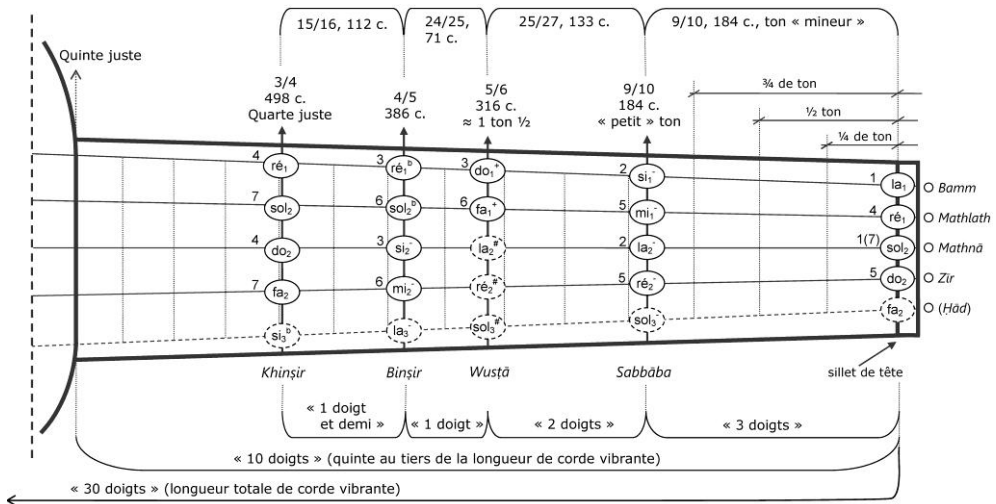 15/16, 112 c.
24/25,
71 c.
25/27, 133 c.
9/10, 184 c., ton « mineur »
Quinte juste
3/4
498 c.
Quarte juste
4/5
386 c.
5/6
316 c.
≈ 1 ton ½
9/10
184 c.
« petit » ton
¾ de ton
½ ton
¼ de ton
4 ré₁ 3 ré₁ᵇ 3 do₁⁺ 2 si₁⁻ 1 la₁ Bamm
7 sol₂ 6 sol₂ᵇ 6 fa₁⁺ 5 mi₁⁻ 4 ré₁ Mathlath
4 do₂ 3 si₂⁻ la₂# 2 la₂⁻ 1(7) sol₂ Mathnā
7 fa₂ 6 mi₂⁻ ré₂# 5 ré₂⁻ 5 do₂ Zīr
si₃ᵇ la₃⁻ sol₃# sol₃ fa₂ (Ḥād)
Khinṣir Binṣir Wusṭā Sabbāba sillet de tête
« 1 doigt
et demi »
« 1 doigt »
« 2 doigts »
« 3 doigts »
« 10 doigts » (quinte au tiers de la longueur de corde vibrante)
« 30 doigts » (longueur totale de corde vibrante)